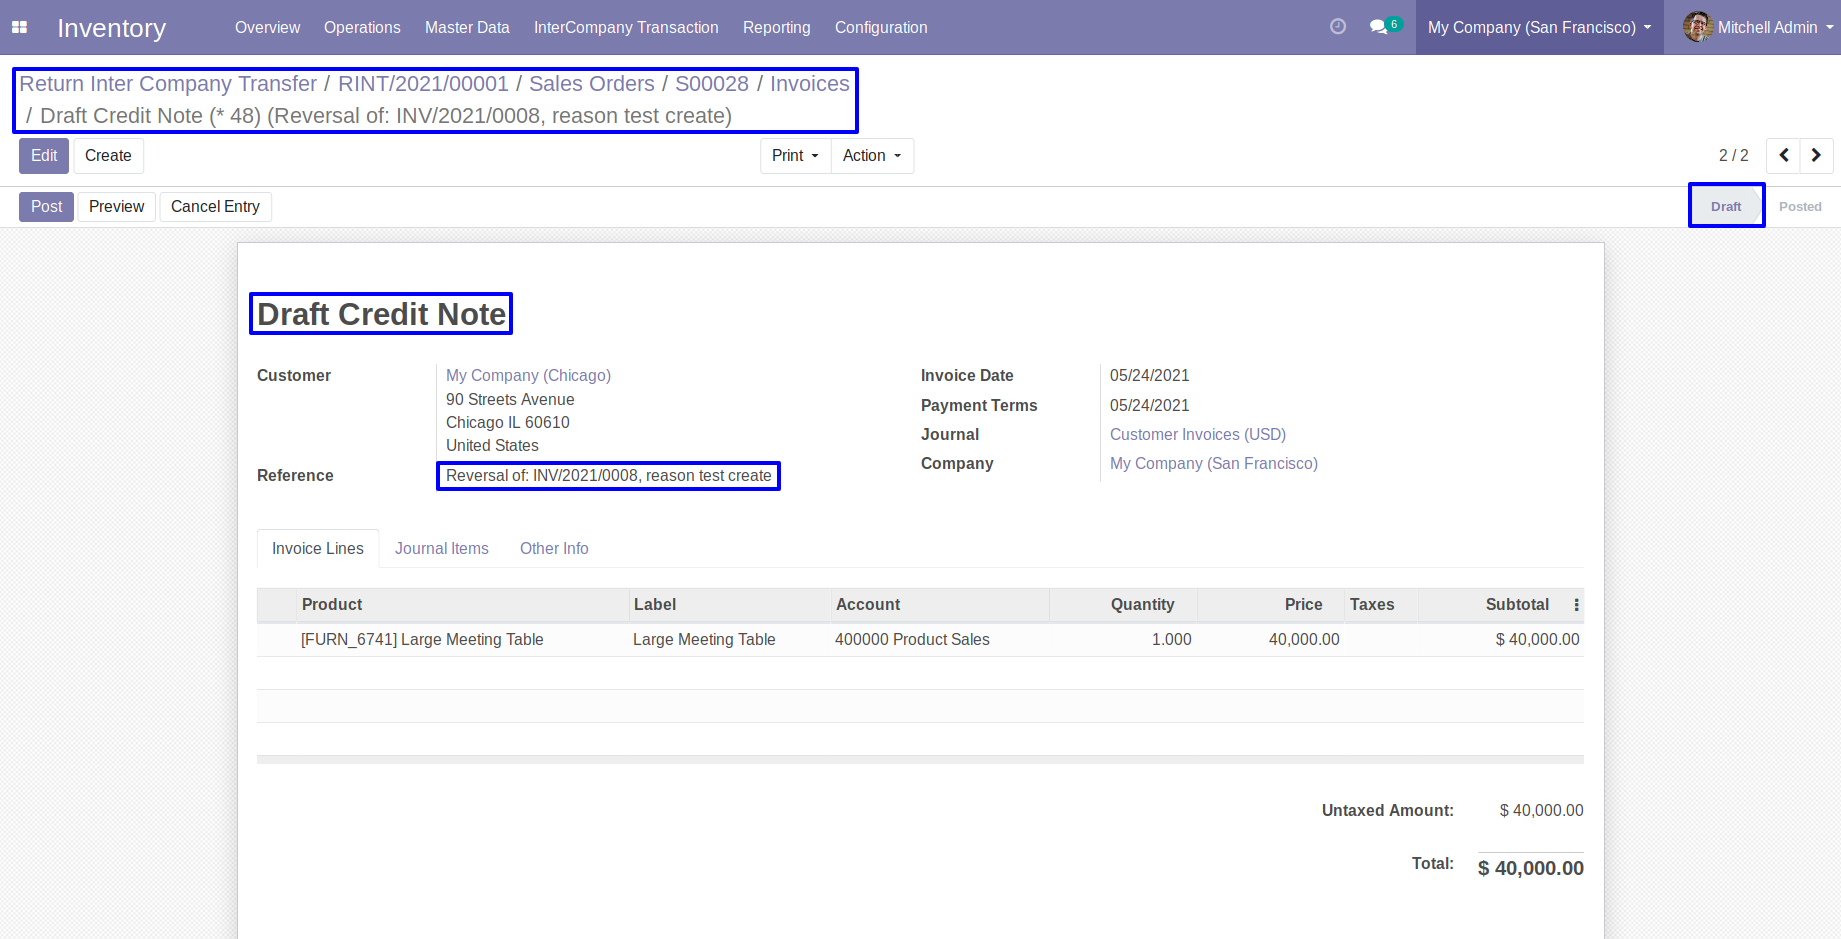 Inventory Overview Operations Master Data InterCompany Transaction Reporting Configuration 6 My Company (San Francisco) Mitchell Admin
Return Inter Company Transfer / RINT/2021/00001 / Sales Orders / S00028 / Invoices
/ Draft Credit Note (* 48) (Reversal of: INV/2021/0008, reason test create)
Edit Create Print Action 2 / 2
Post Preview Cancel Entry Draft Posted
Draft Credit Note
Customer My Company (Chicago) Invoice Date 05/24/2021
90 Streets Avenue Payment Terms 05/24/2021
Chicago IL 60610 Journal Customer Invoices (USD)
United States Company My Company (San Francisco)
Reference Reversal of: INV/2021/0008, reason test create
Invoice Lines Journal Items Other Info
Product Label Account Quantity Price Taxes Subtotal
[FURN_6741] Large Meeting Table Large Meeting Table 400000 Product Sales 1.000 40,000.00 $ 40,000.00
Untaxed Amount: $ 40,000.00
Total: $ 40,000.00